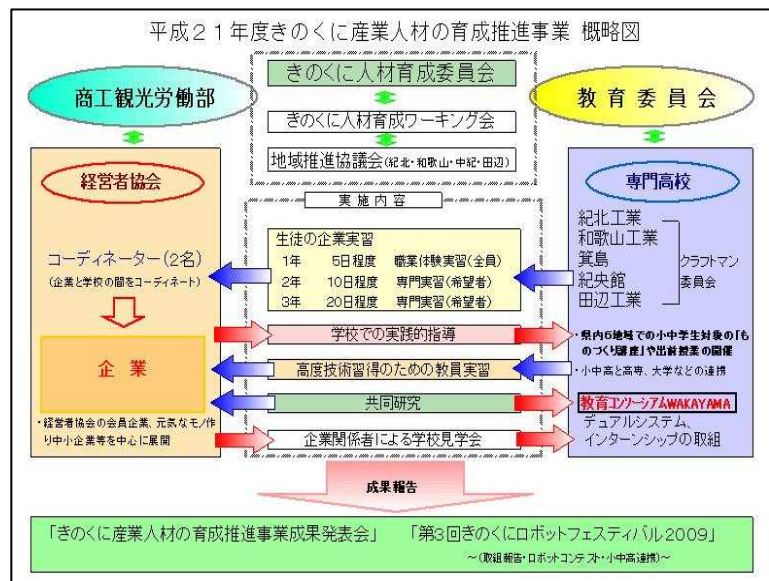 平成21年度きのくに産業人材の育成推進事業 概略図
商工観光労働部
きのくに人材育成委員会
きのくに人材育成ワーキング会
地域推進協議会(紀北・和歌山・中紀・田辺)
教育委員会
経営者協会
コーディネーター(2名)
(企業と学校の間をコーディネート)
企業
・経営者協会の会員企業、元気なモノ作
り中小企業等を中心に展開
実施内容
生徒の企業実習
1年 5日程度 職業体験実習(全員)
2年 10日程度 専門実習(希望者)
3年 20日程度 専門実習(希望者)
学校での実践的指導
高度技術習得のための教員実習
共同研究
企業関係者による学校見学会
専門高校
紀北工業
和歌山工業
箕島
紀央館
田辺工業
クラフトマン
委員会
・県内6地域での小中学生対象の「も
のづくり講座」や出前授業の開催
・小中高と高専、大学などの連携
教育コンソーシアムWAKAYAMA
デュアルシステム、
インターンシップの取組
成果報告
「きのくに産業人材の育成推進事業成果発表会」 「第3回きのくにロボットフェスティバル2009」
~(取組報告・ロボットコンテスト・小中高連携)~